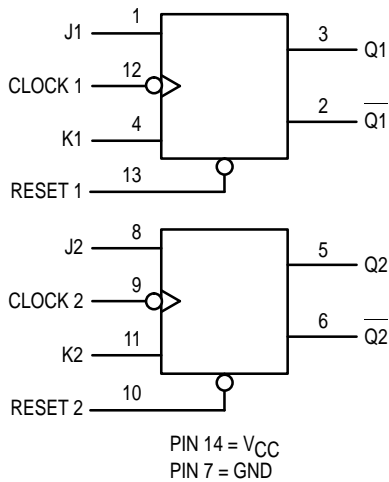 1
J1
3
Q1
12
CLOCK 1
2
Q1
4
K1
13
RESET 1
8
J2
5
Q2
9
CLOCK 2
6
Q2
11
K2
10
RESET 2
PIN 14 = VCC
PIN 7 = GND